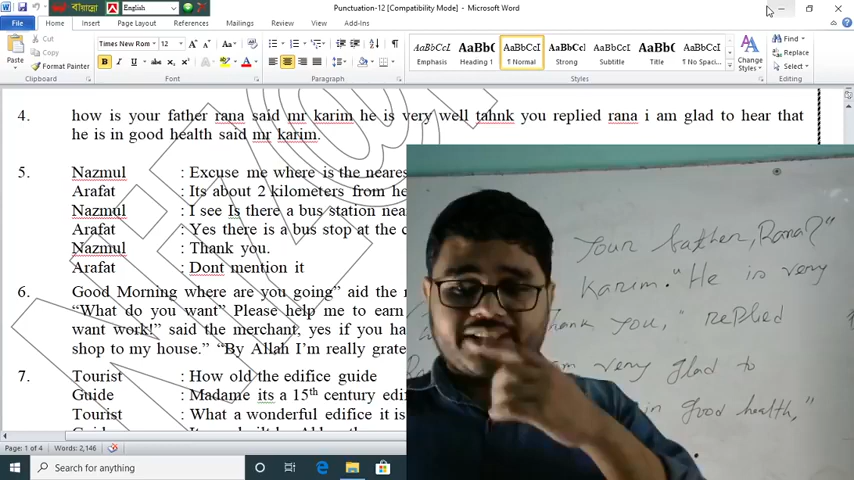 বাংলা
English
Punctuation-12 [Compatibility Mode] - Microsoft Word
File Home Insert Page Layout References Mailings Review View Add-Ins
Cut
Copy
Format Painter
Paste
Clipboard
Times New Rom 12
Font
Paragraph
AaBbCcI AaBbC AaBbCcI AaBbCcI AaBbCcI AaBb( AaBbCcI
Emphasis Heading 1 ¶ Normal Strong Subtitle Title ¶ No Spaci...
Change Styles
Styles
Find
Replace
Select
Editing
4. how is your father rana said mr karim he is very well tahnk you replied rana i am glad to hear that
he is in good health said mr karim.
5. Nazmul : Excuse me where is the neares
Arafat : Its about 2 kilometers from he
Nazmul : I see Is there a bus station nea
Arafat : Yes there is a bus stop at the c
Nazmul : Thank you.
Arafat : Dont mention it
6. Good Morning where are you going” aid the
“What do you want” Please help me to earn
want work!” said the merchant, yes if you ha
shop to my house.” “By Allah I’m really grate
7. Tourist : How old the edifice guide
Guide : Madame its a 15th century edi
Tourist : What a wonderful edifice it is
your father, Rana?"
Karim. "He is very
Thank you," replied
very glad to
in good health,"
Page: 1 of 4 Words: 2,146
Search for anything